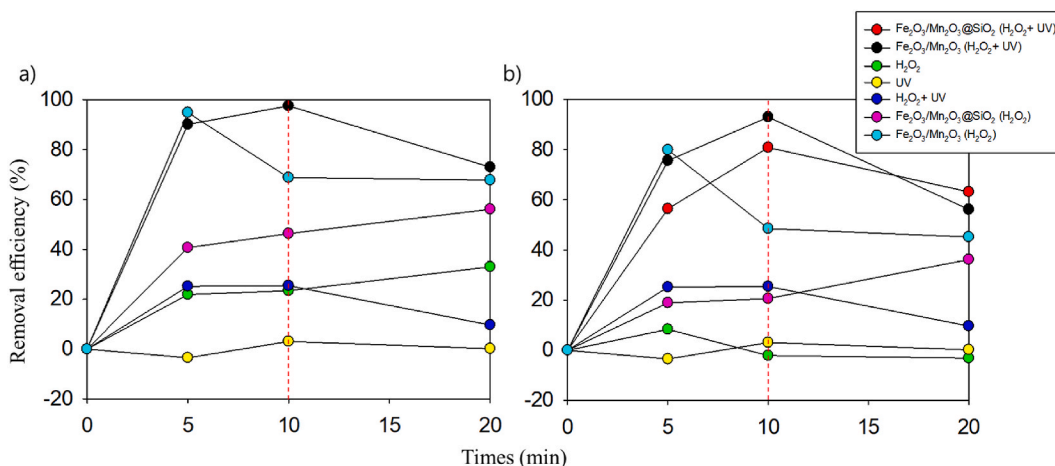 Fe₂O₃/Mn₂O₃@SiO₂ (H₂O₂+ UV)
Fe₂O₃/Mn₂O₃ (H₂O₂+ UV)
H₂O₂
UV
H₂O₂+ UV
Fe₂O₃/Mn₂O₃@SiO₂ (H₂O₂)
Fe₂O₃/Mn₂O₃ (H₂O₂)
a)
b)
Removal efficiency (%)
100
80
60
40
20
0
-20
0
5
10
15
20
100
80
60
40
20
0
-20
0
5
10
15
20
Times (min)